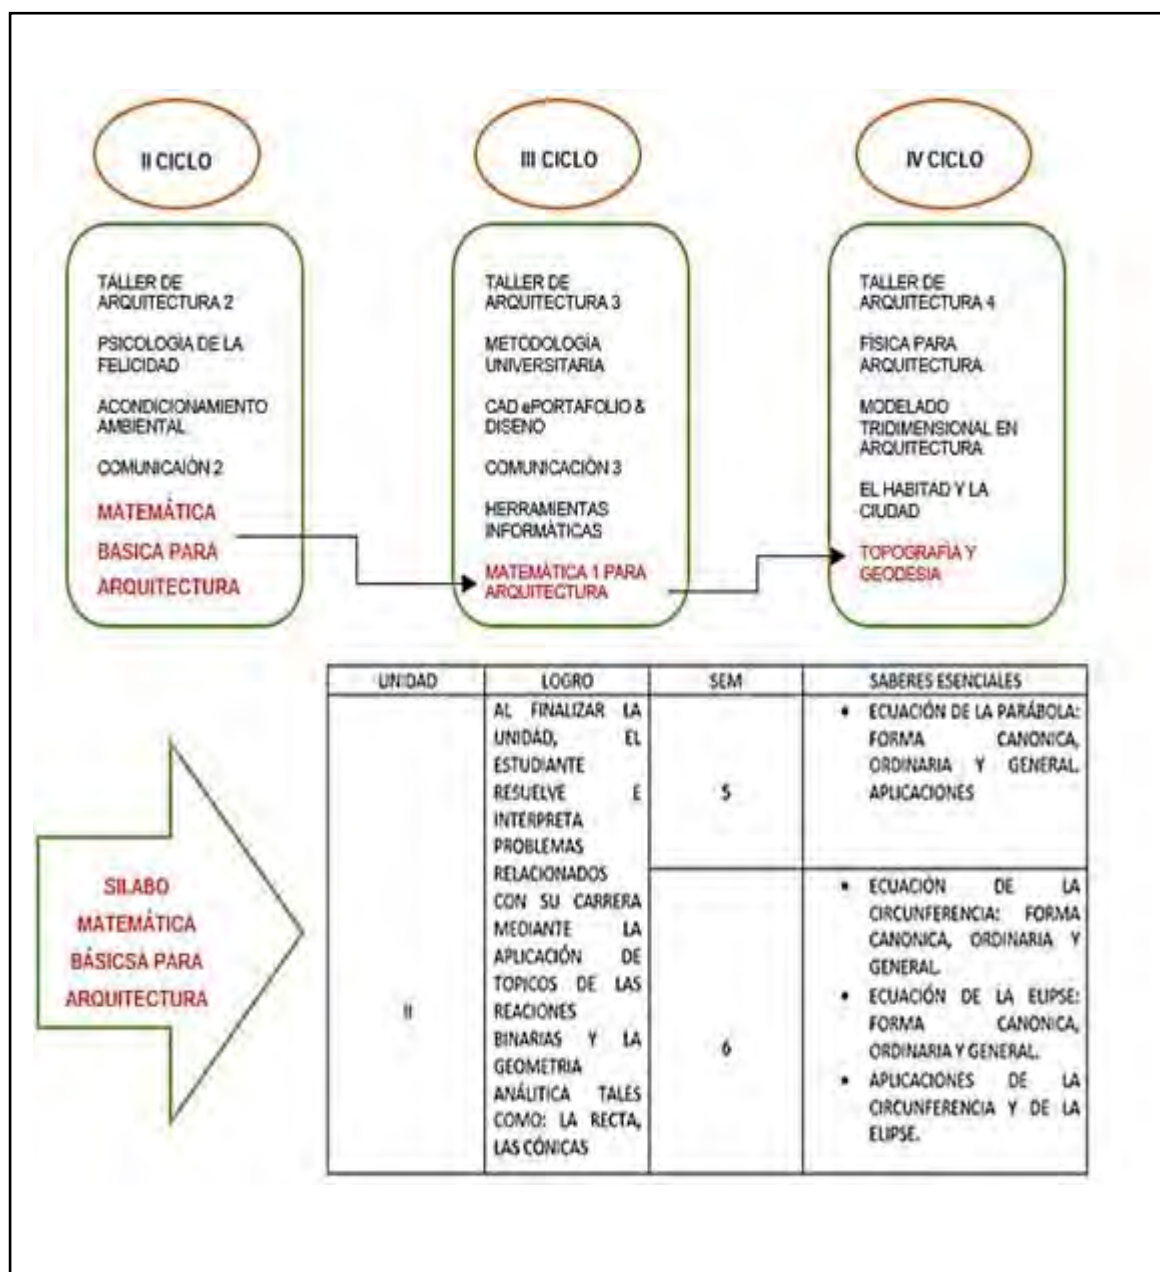 II CICLO
III CICLO
IV CICLO
TALLER DE
ARQUITECTURA 2
PSICOLOGÍA DE LA
FELICIDAD
ACONDICIONAMIENTO
AMBIENTAL
COMUNICAIÓN 2
MATEMÁTICA
BASICA PARA
ARQUITECTURA
TALLER DE
ARQUITECTURA 3
METODOLOGÍA
UNIVERSITARIA
CAD ePORTAFOLIO &
DISENO
COMUNICACIÓN 3
HERRAMIENTAS
INFORMÁTICAS
MATEMÁTICA 1 PARA
ARQUITECTURA
TALLER DE
ARQUITECTURA 4
FÍSICA PARA
ARQUITECTURA
MODELADO
TRIDIMENSIONAL EN
ARQUITECTURA
EL HABITAD Y LA
CIUDAD
TOPOGRAFÍA Y
GEODESIA
SILABO
MATEMÁTICA
BÁSICSA PARA
ARQUITECTURA
UNIDAD LOGRO SEM SABERES ESENCIALES
II
AL FINALIZAR LA
UNIDAD, EL
ESTUDIANTE
RESUELVE E
INTERPRETA
PROBLEMAS
RELACIONADOS
CON SU CARRERA
MEDIANTE LA
APLICACIÓN DE
TOPICOS DE LAS
REACIONES
BINARIAS Y LA
GEOMETRIA
ANÁLITICA TALES
COMO: LA RECTA,
LAS CÓNICAS
5
• ECUACIÓN DE LA PARÁBOLA:
FORMA CANONICA,
ORDINARIA Y GENERAL.
APLICACIONES
6
• ECUACIÓN DE LA
CIRCUNFERENCIA: FORMA
CANONICA, ORDINARIA Y
GENERAL.
• ECUACIÓN DE LA ELIPSE:
FORMA CANONICA,
ORDINARIA Y GENERAL.
• APLICACIONES DE LA
CIRCUNFERENCIA Y DE LA
ELIPSE.